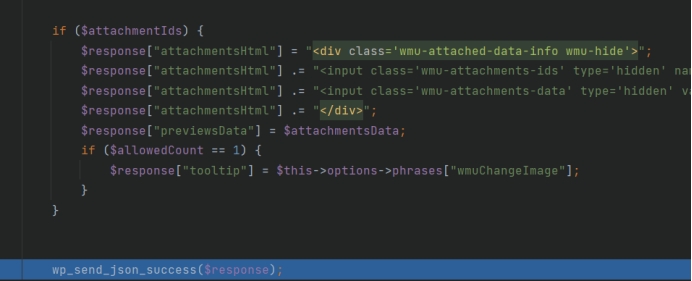 if ($attachmentIds) {
$response["attachmentsHtml"] = "<div class='wmu-attached-data-info wmu-hide'>";
$response["attachmentsHtml"] .= "<input class='wmu-attachments-ids' type='hidden' na
$response["attachmentsHtml"] .= "<input class='wmu-attachments-data' type='hidden' va
$response["attachmentsHtml"] .= "</div>";
$response["previewsData"] = $attachmentsData;
if ($allowedCount == 1) {
$response["tooltip"] = $this->options->phrases["wmuChangeImage"];
}
}
wp_send_json_success($response);